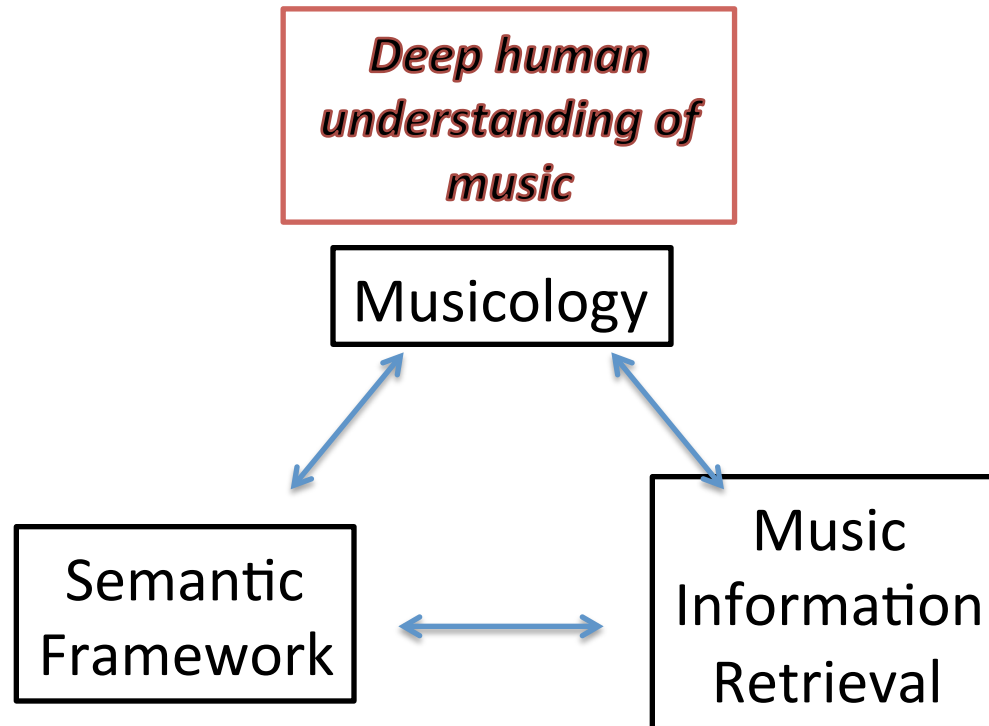 Deep human
understanding of
music
Musicology
Semantic
Framework
Music
Information
Retrieval